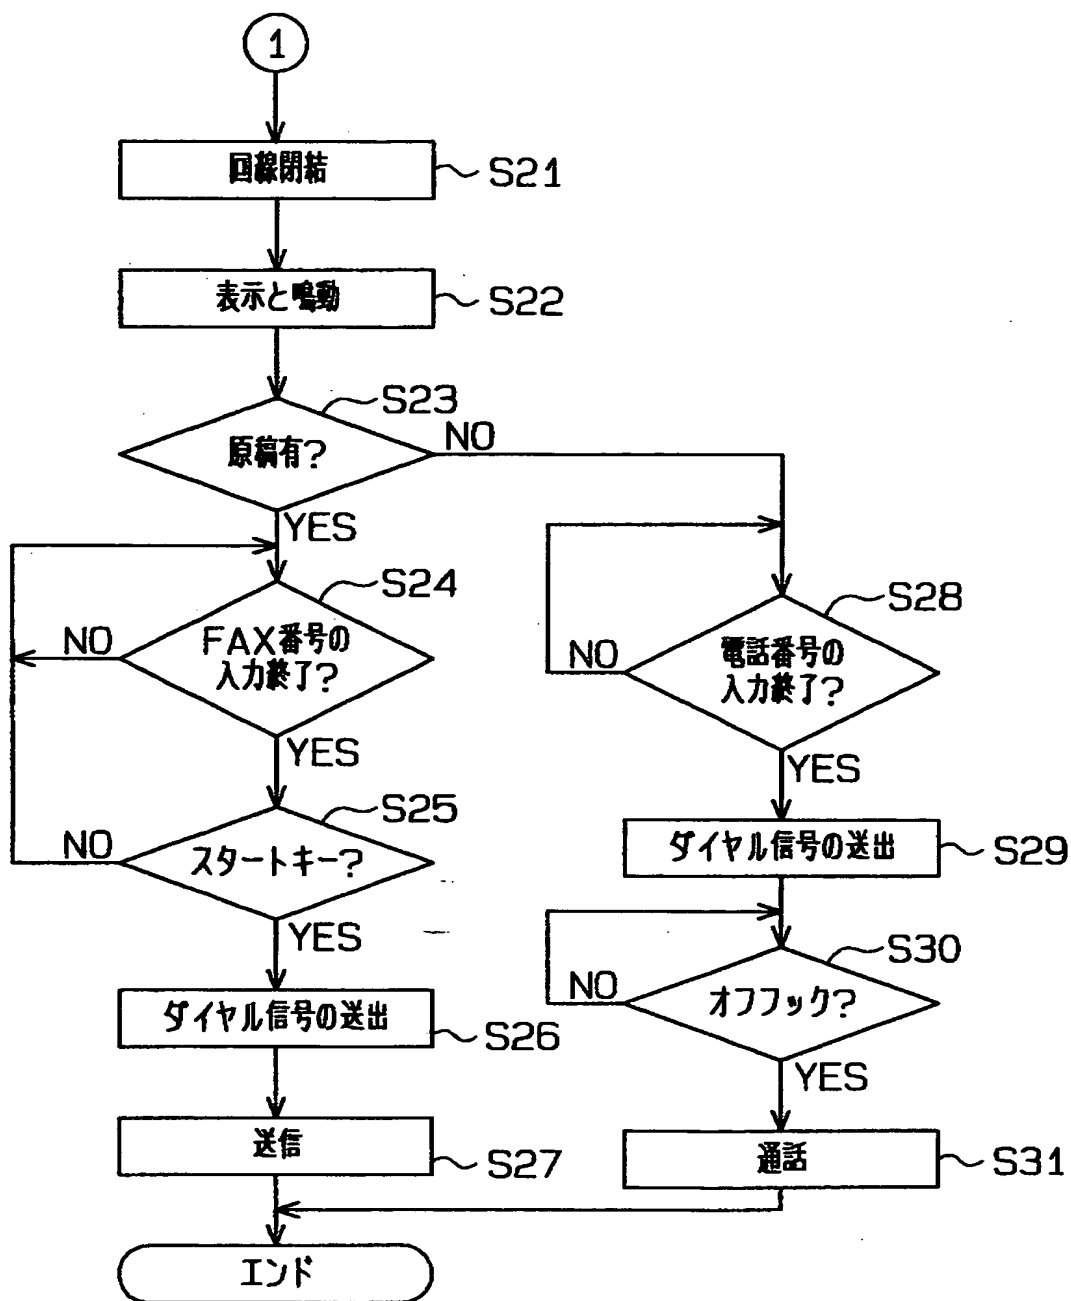 1
回線閉結
S21
表示と鳴動
S22
S23
原稿有?
NO
YES
S24
FAX番号の
入力終了?
NO
YES
S25
スタートキー?
NO
YES
ダイヤル信号の送出
S26
送信
S27
S28
電話番号の
入力終了?
NO
YES
ダイヤル信号の送出
S29
S30
オフフック?
NO
YES
通話
S31
エンド